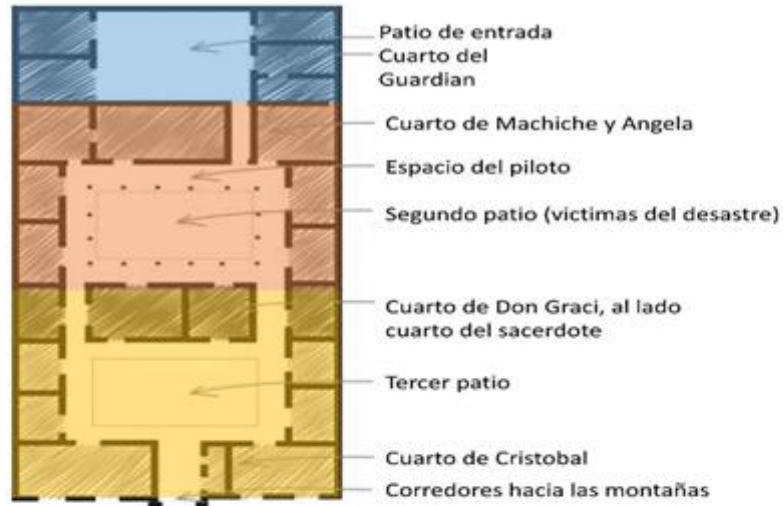 Patio de entrada
Cuarto del
Guardian
Cuarto de Machiche y Angela
Espacio del piloto
Segundo patio (victimas del desastre)
Cuarto de Don Graci, al lado
cuarto del sacerdote
Tercer patio
Cuarto de Cristobal
Corredores hacia las montañas